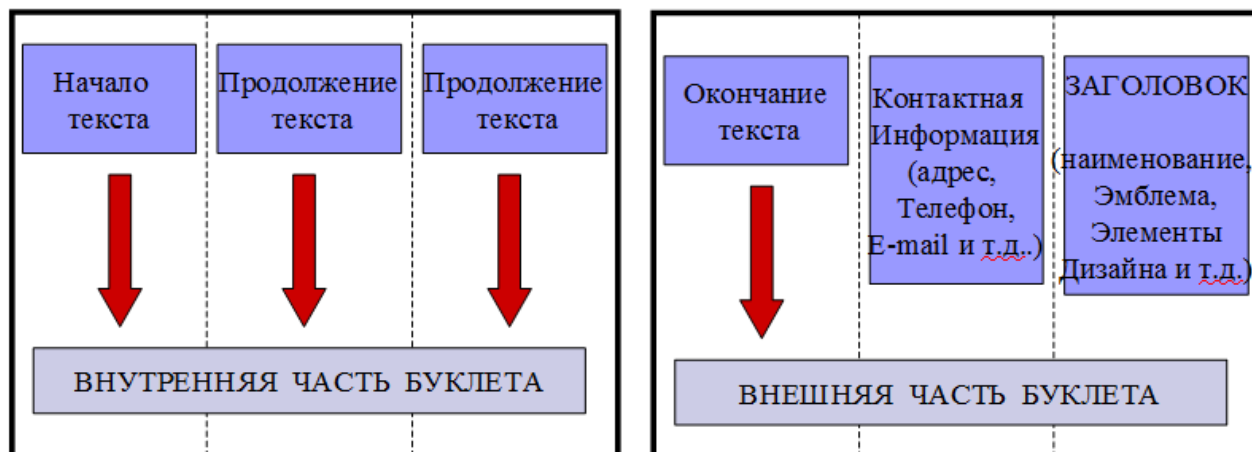 Начало
текста
Продолжение
текста
Продолжение
текста
ВНУТРЕННЯЯ ЧАСТЬ БУКЛЕТА
Окончание
текста
Контактная
Информация
(адрес,
Телефон,
E-mail и т.д..)
ЗАГОЛОВОК
(наименование,
Эмблема,
Элементы
Дизайна и т.д.)
ВНЕШНЯЯ ЧАСТЬ БУКЛЕТА